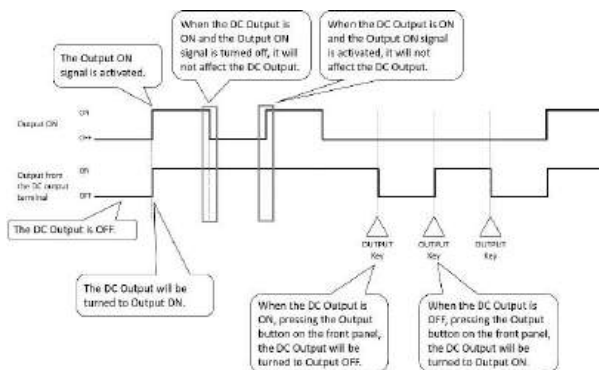 When the DC Output is
ON and the Output ON
signal is turned off, it will
not affect the DC Output.
When the DC Output is ON
and the Output ON signal
is activated, it will not
affect the DC Output.
The Output ON
signal is activated.
Output ON
ON
OFF
Output from
the DC output
terminal
ON
OFF
The DC Output is OFF.
The DC Output will be
turned to Output ON.
OUTPUT
Key
OUTPUT
Key
OUTPUT
Key
When the DC Output is
ON, pressing the Output
button on the front panel,
the DC Output will be
turned to Output OFF.
When the DC Output is
OFF, pressing the Output
button on the front panel,
the DC Output will be
turned to Output ON.